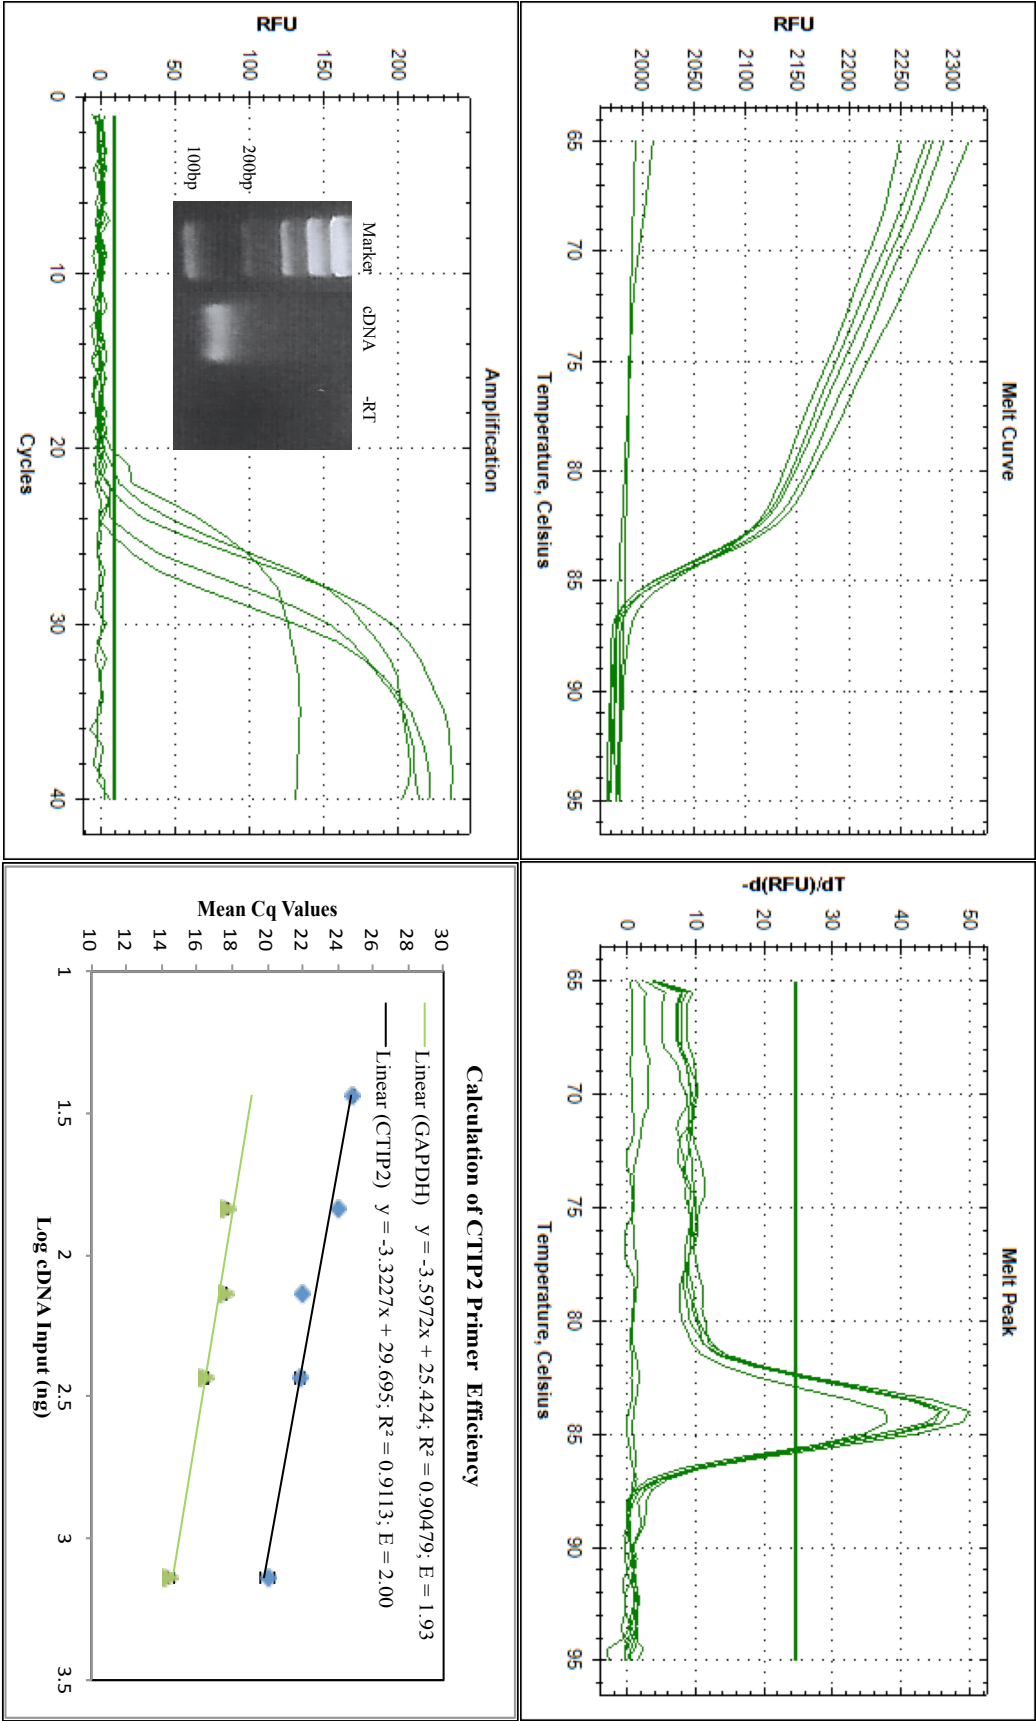 Amplification
RFU
200
150
100
50
0
0
10
20
30
40
Cycles
Marker
cDNA
-RT
200bp
100bp
Melt Curve
RFU
2300
2250
2200
2150
2100
2050
2000
65
70
75
80
85
90
95
Temperature, Celsius
Calculation of CTIP2 Primer Efficiency
Linear (GAPDH) y = -3.5972x + 25.424; R² = 0.90479; E = 1.93
Linear (CTIP2) y = -3.3227x + 29.695; R² = 0.9113; E = 2.00
Mean Cq Values
30
28
26
24
22
20
18
16
14
12
10
1
1.5
2
2.5
3
3.5
Log cDNA Input (ng)
Melt Peak
-d(RFU)/dT
50
40
30
20
10
0
65
70
75
80
85
90
95
Temperature, Celsius